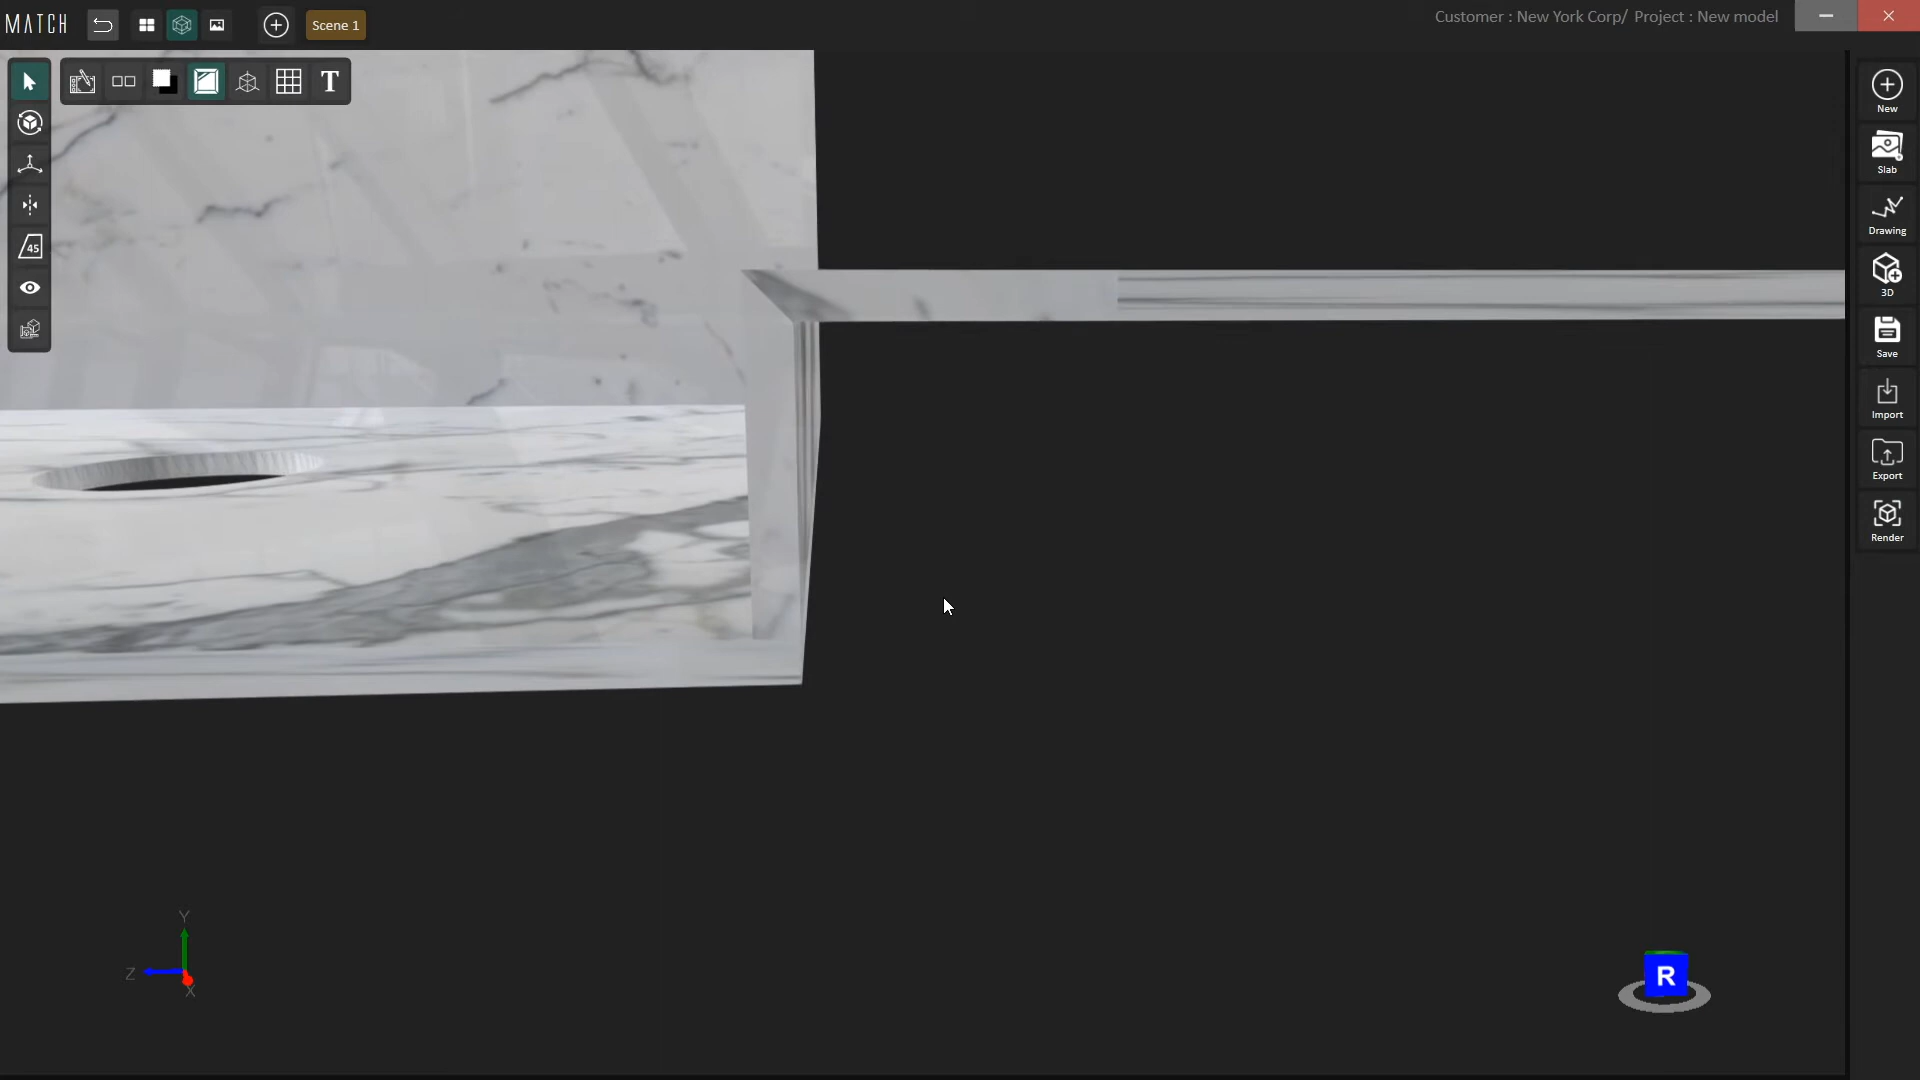 MATCH
Scene 1
Customer : New York Corp/ Project : New model
T
45
New
Slab
Drawing
3D
Save
Import
Export
Render
Y
Z
X
R